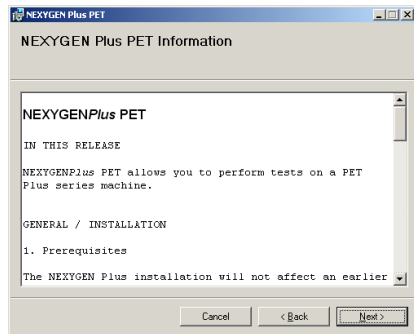 NEXYGEN Plus PET
NEXYGEN Plus PET Information
NEXYGENPlus PET
IN THIS RELEASE
NEXYGENPlus PET allows you to perform tests on a PET
Plus series machine.
GENERAL / INSTALLATION
1. Prerequisites
The NEXYGEN Plus installation will not affect an earlier
Cancel
< Back
Next >